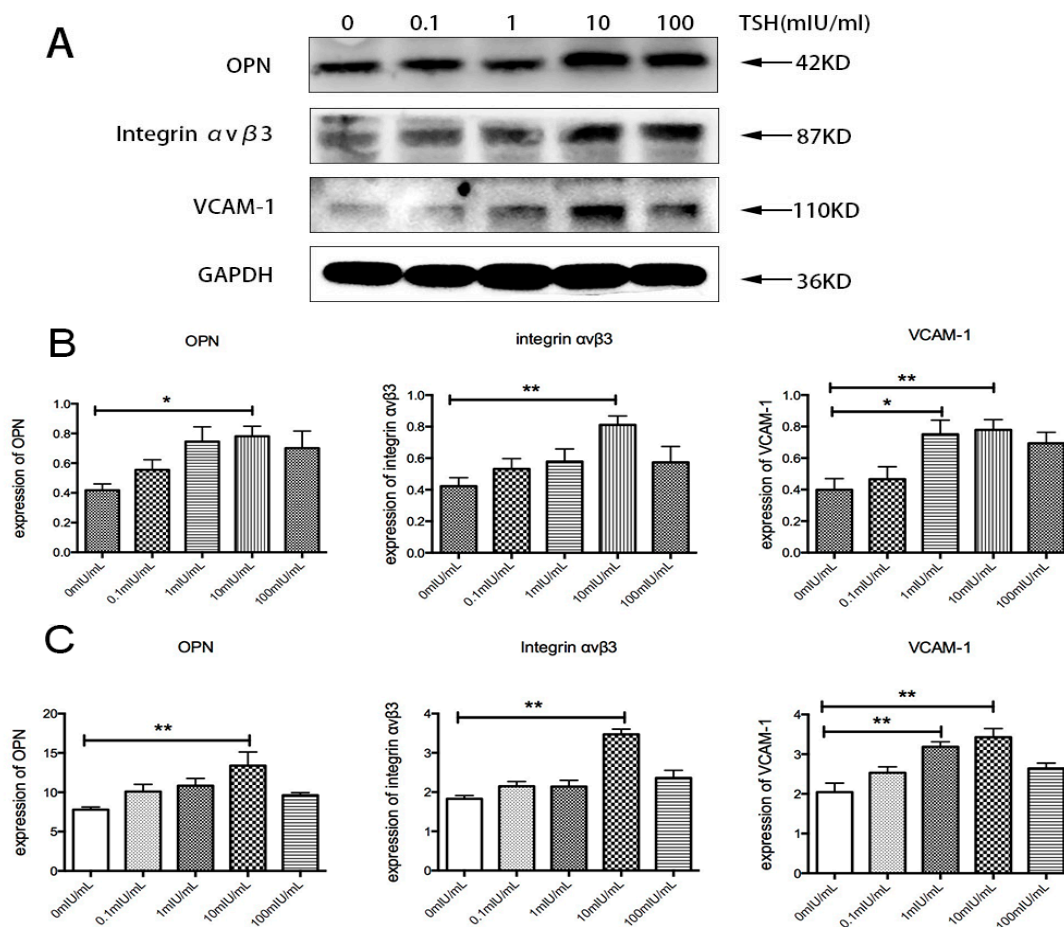 A
0 0.1 1 10 100 TSH(mIU/ml)
OPN 42KD
Integrin αvβ3 87KD
VCAM-1 110KD
GAPDH 36KD
B
OPN
expression of OPN
1.0
0.8
0.6
0.4
0.2
0.0
*
0mIU/mL
0.1mIU/mL
1mIU/mL
10mIU/mL
100mIU/mL
integrin αvβ3
expression of integrin αvβ3
1.0
0.8
0.6
0.4
0.2
0.0
**
0mIU/mL
0.1mIU/mL
1mIU/mL
10mIU/mL
100mIU/mL
VCAM-1
expression of VCAM-1
1.0
0.8
0.6
0.4
0.2
0.0
**
*
0mIU/mL
0.1mIU/mL
1mIU/mL
10mIU/mL
100mIU/mL
C
OPN
expression of OPN
20
15
10
5
0
**
0mIU/mL
0.1mIU/mL
1mIU/mL
10mIU/mL
100mIU/mL
Integrin αvβ3
expression of integrin αvβ3
4
3
2
1
0
**
0mIU/mL
0.1mIU/mL
1mIU/mL
10mIU/mL
100mIU/mL
VCAM-1
expression of VCAM-1
4
3
2
1
0
**
**
0mIU/mL
0.1mIU/mL
1mIU/mL
10mIU/mL
100mIU/mL